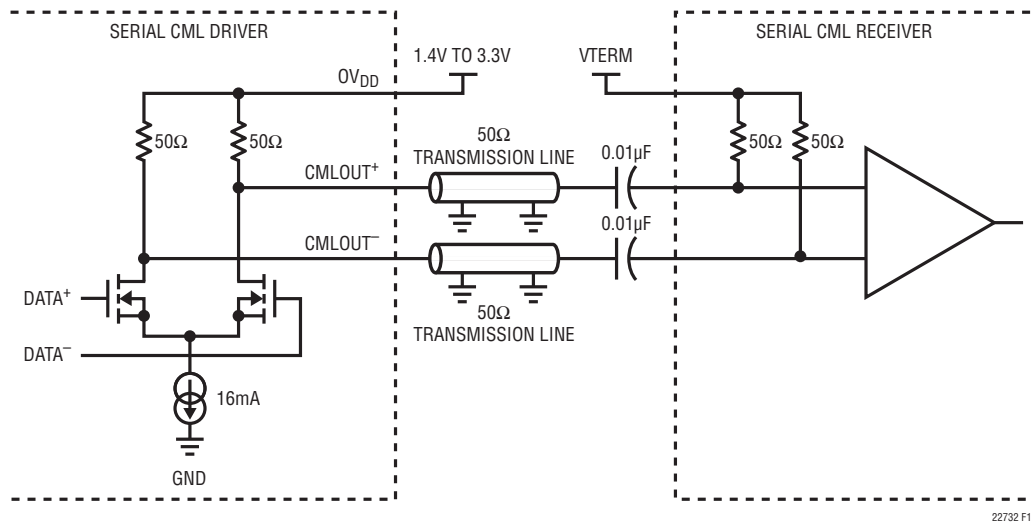 SERIAL CML DRIVER
SERIAL CML RECEIVER
1.4V TO 3.3V
VTERM
OVDD
50Ω
50Ω
50Ω
TRANSMISSION LINE
0.01µF
50Ω
50Ω
CMLOUT⁺
0.01µF
CMLOUT⁻
DATA⁺
50Ω
TRANSMISSION LINE
DATA⁻
16mA
GND
22732 F1